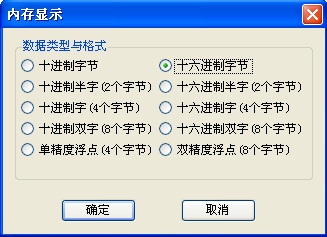 内存显示
数据类型与格式
十进制字节 十六进制字节
十进制半字(2个字节) 十六进制半字(2个字节)
十进制字(4个字节) 十六进制字(4个字节)
十进制双字(8个字节) 十六进制双字(8个字节)
单精度浮点(4个字节) 双精度浮点(8个字节)
确定 取消